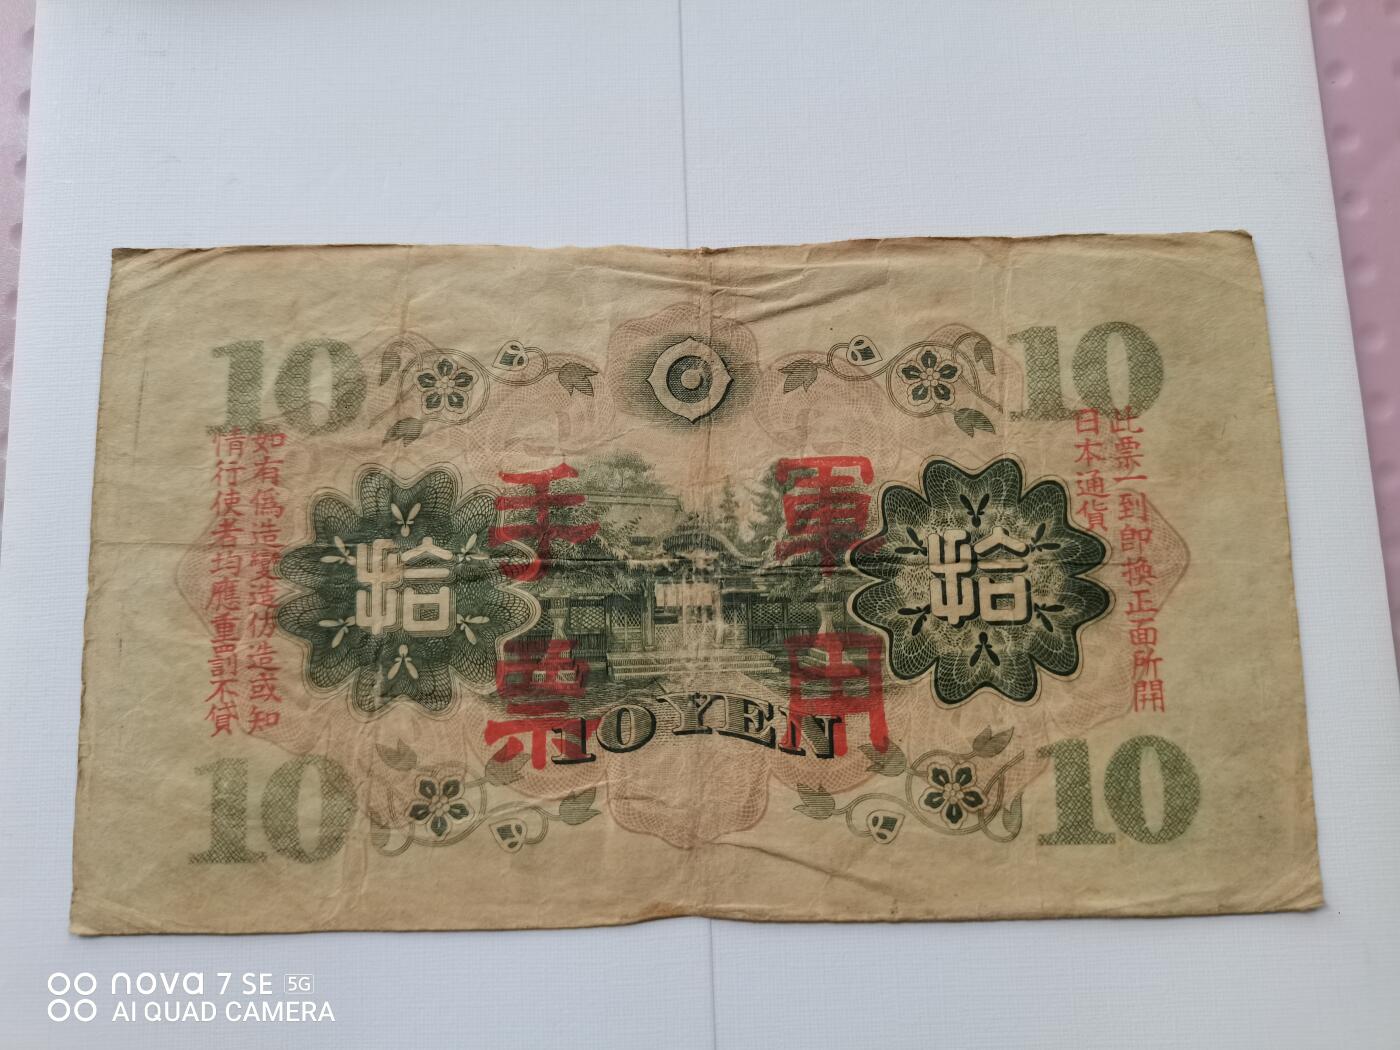 10
10
此票一到即換正面所開
日本通貨
軍用
手票
如有偽造變造仿造或知
情行使者均應重罰不貸
拾
拾
10 YEN
10
10
nova 7 SE 5G
AI QUAD CAMERA